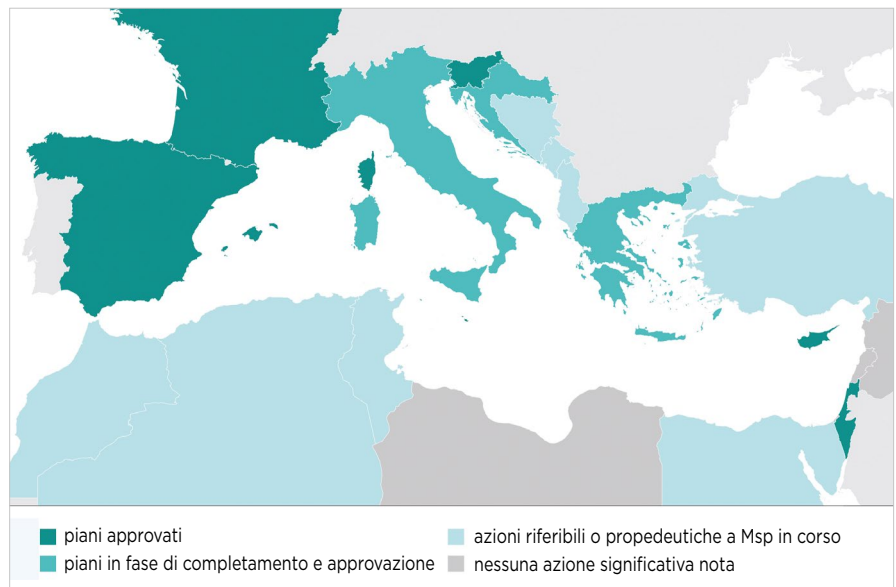 piani approvati
piani in fase di completamento e approvazione
azioni riferibili o propedeutiche a Msp in corso
nessuna azione significativa nota